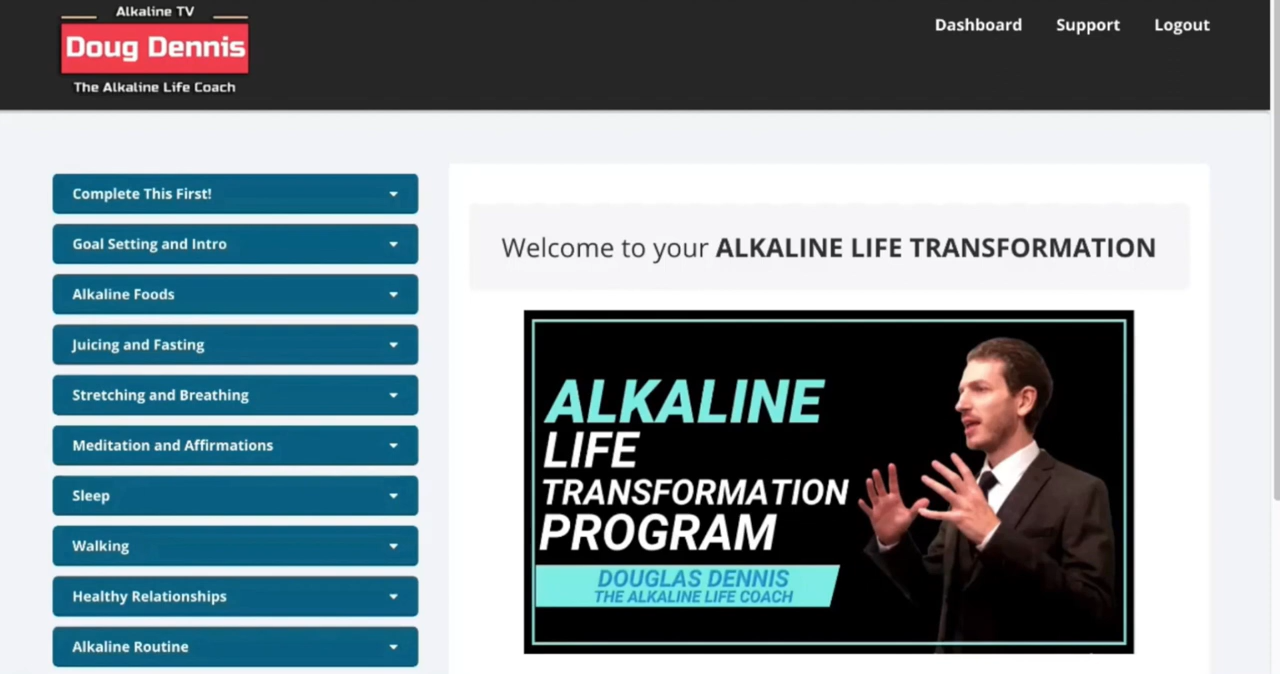 Alkaline TV
Doug Dennis
The Alkaline Life Coach
Dashboard
Support
Logout
Complete This First!
Goal Setting and Intro
Alkaline Foods
Juicing and Fasting
Stretching and Breathing
Meditation and Affirmations
Sleep
Walking
Healthy Relationships
Alkaline Routine
Welcome to your ALKALINE LIFE TRANSFORMATION
ALKALINE
LIFE
TRANSFORMATION
PROGRAM
DOUGLAS DENNIS
THE ALKALINE LIFE COACH